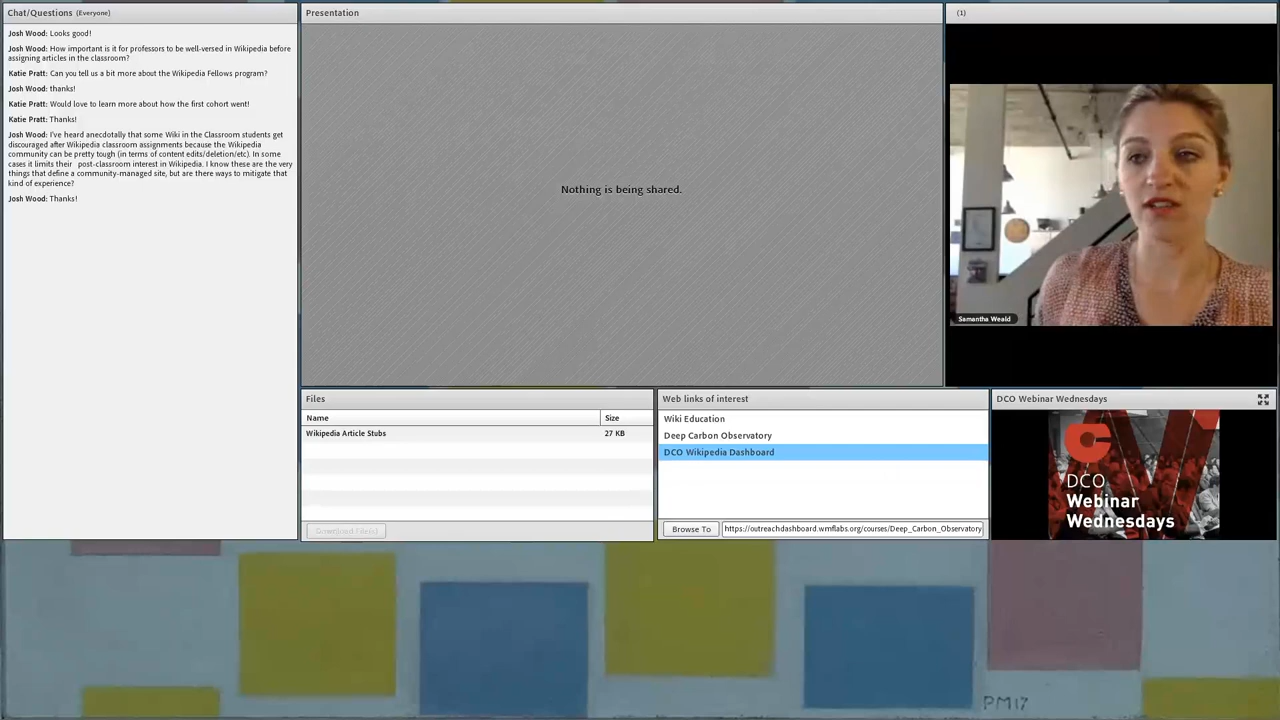 Chat/Questions (Everyone)
Josh Wood: Looks good!
Josh Wood: How important is it for professors to be well-versed in Wikipedia before
assigning articles in the classroom?
Katie Pratt: Can you tell us a bit more about the Wikipedia Fellows program?
Josh Wood: thanks!
Katie Pratt: Would love to learn more about how the first cohort went!
Katie Pratt: Thanks!
Josh Wood: I've heard anecdotally that some Wiki in the Classroom students get
discouraged after Wikipedia classroom assignments because the Wikipedia
community can be pretty tough (in terms of content edits/deletion/etc). In some
cases it limits their post-classroom interest in Wikipedia. I know these are the very
things that define a community-managed site, but are there ways to mitigate that
kind of experience?
Josh Wood: Thanks!
Presentation
Nothing is being shared.
(1)
Samantha Weald
Files
Name Size
Wikipedia Article Stubs 27 KB
Download File(s)
Web links of interest
Wiki Education
Deep Carbon Observatory
DCO Wikipedia Dashboard
Browse To https://outreachdashboard.wmflabs.org/courses/Deep_Carbon_Observatory
DCO Webinar Wednesdays
DCO
Webinar
Wednesdays
PM17